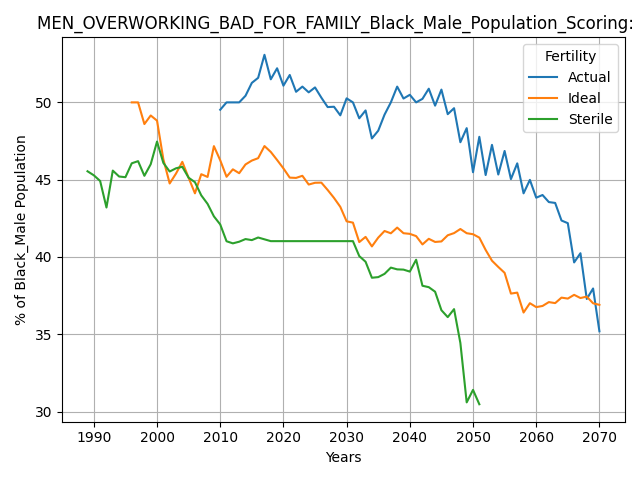 MEN_OVERWORKING_BAD_FOR_FAMILY_Black_Male_Population_Scoring:
Fertility
Actual
Ideal
Sterile
% of Black_Male Population
50
45
40
35
30
1990 2000 2010 2020 2030 2040 2050 2060 2070
Years